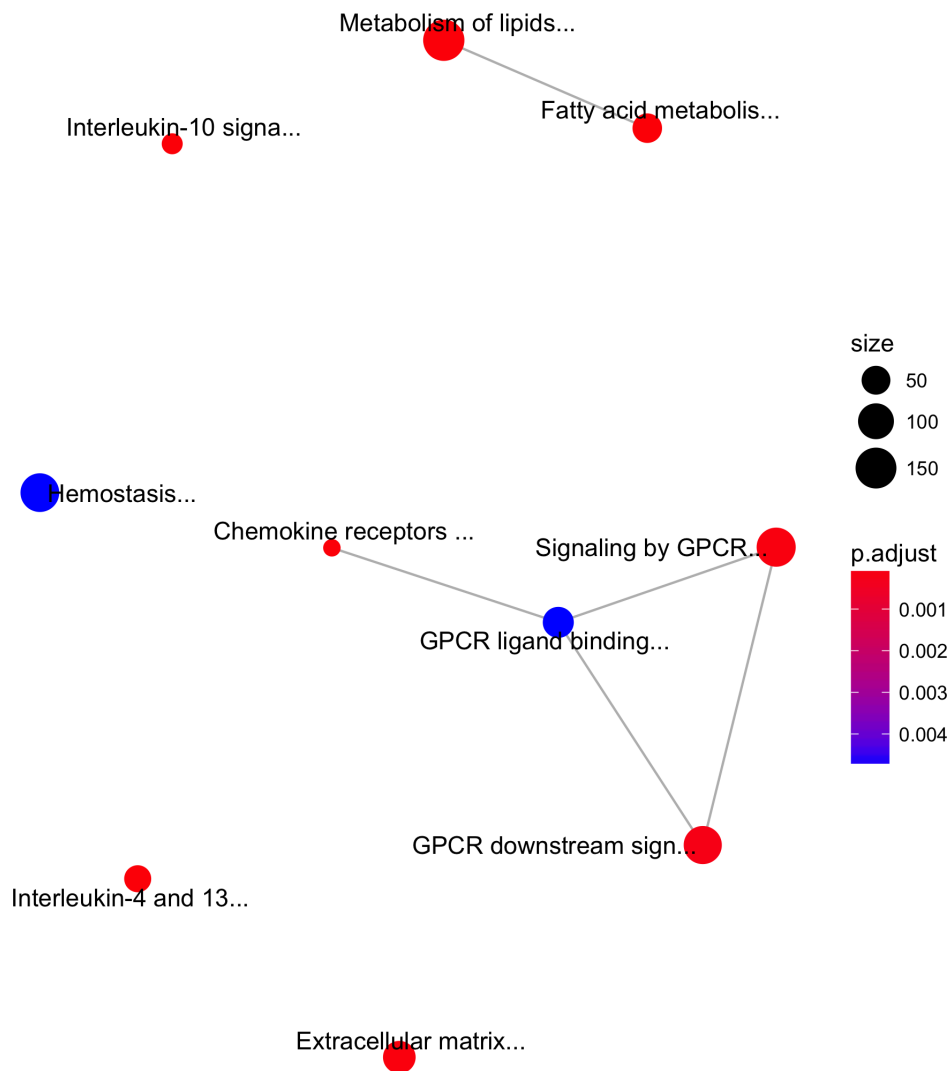 Metabolism of lipids...
Fatty acid metabolis...
Interleukin-10 signa...
size
50
100
150
Hemostasis...
Chemokine receptors ...
Signaling by GPCR...
p.adjust
0.001
0.002
0.003
0.004
GPCR ligand binding...
GPCR downstream sign...
Interleukin-4 and 13...
Extracellular matrix...